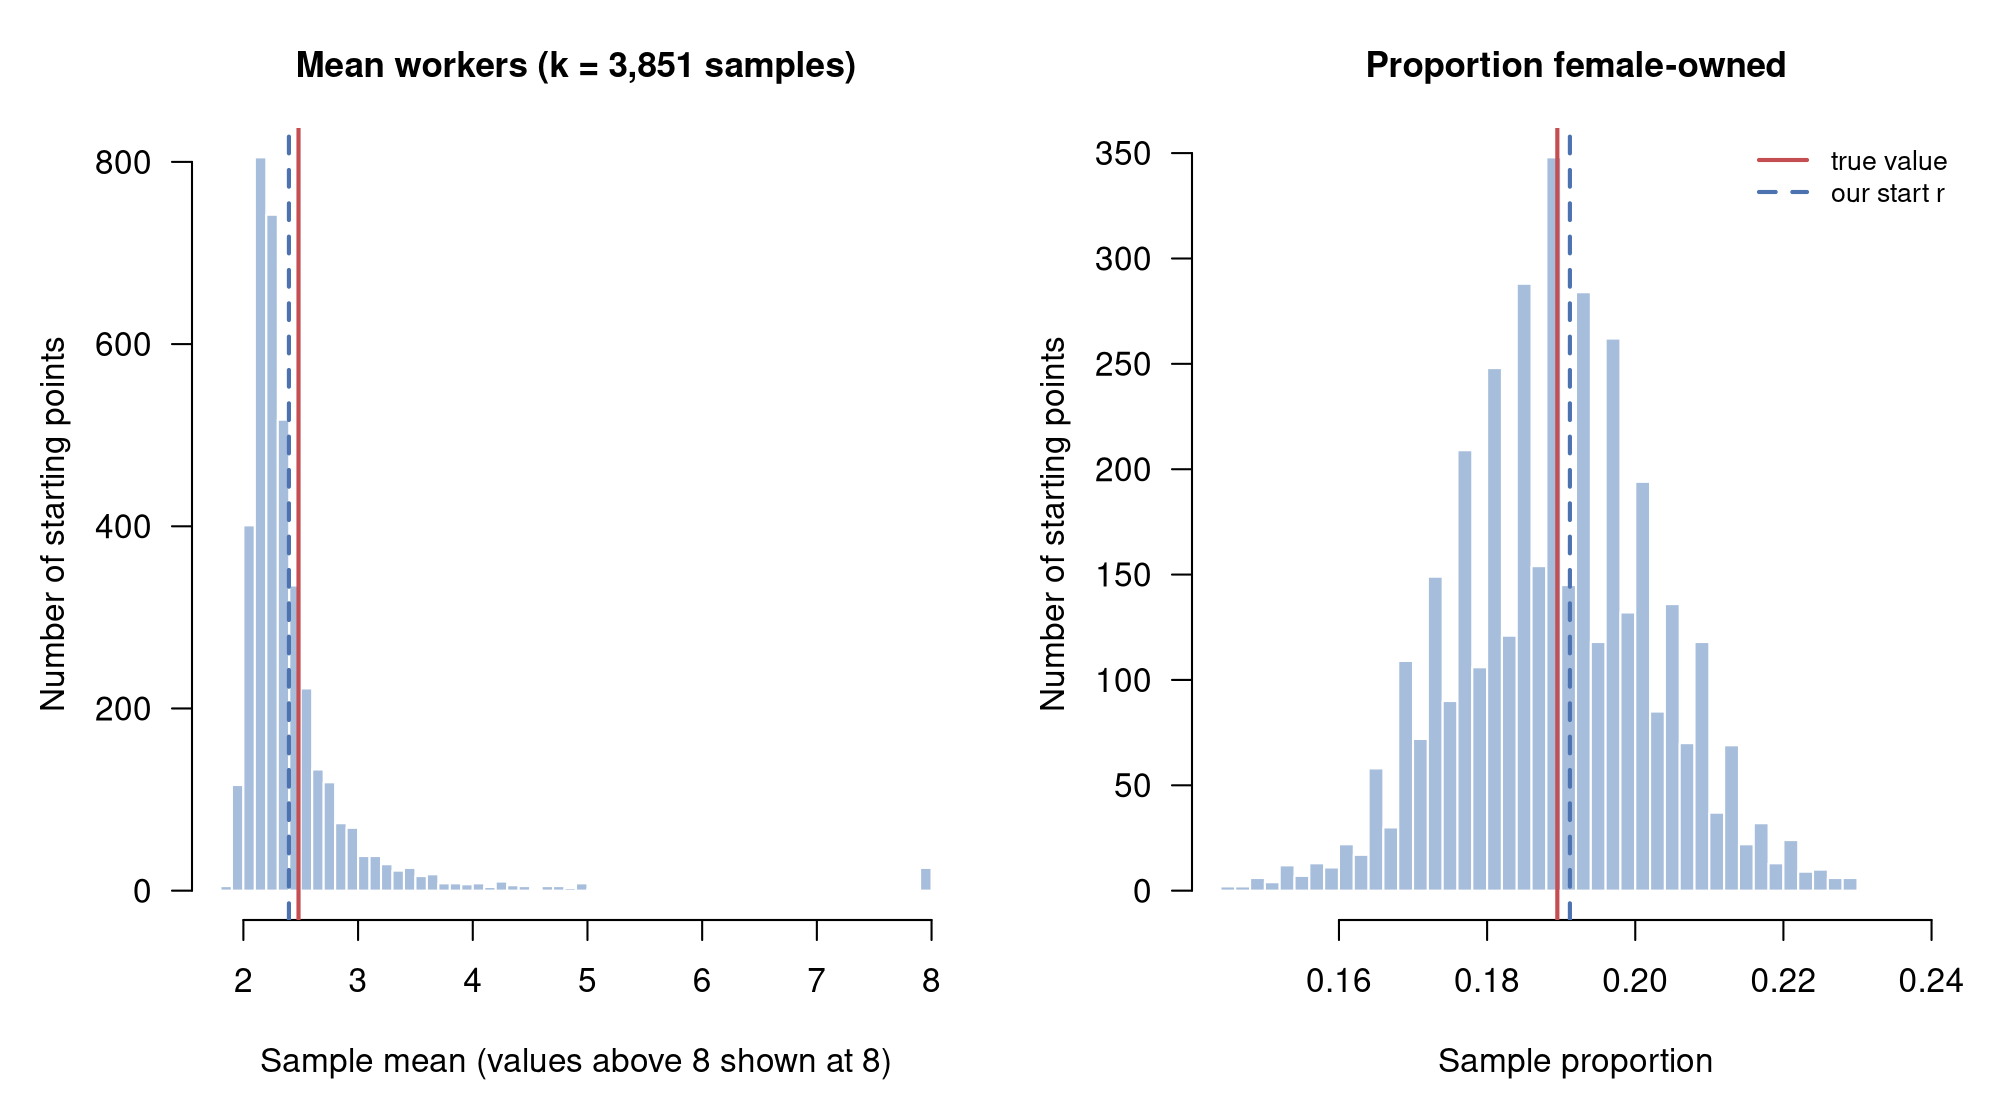 Mean workers (k = 3,851 samples)
Number of starting points
800
600
400
200
0
2 3 4 5 6 7 8
Sample mean (values above 8 shown at 8)
Proportion female-owned
true value
our start r
Number of starting points
350
300
250
200
150
100
50
0
0.16 0.18 0.20 0.22 0.24
Sample proportion